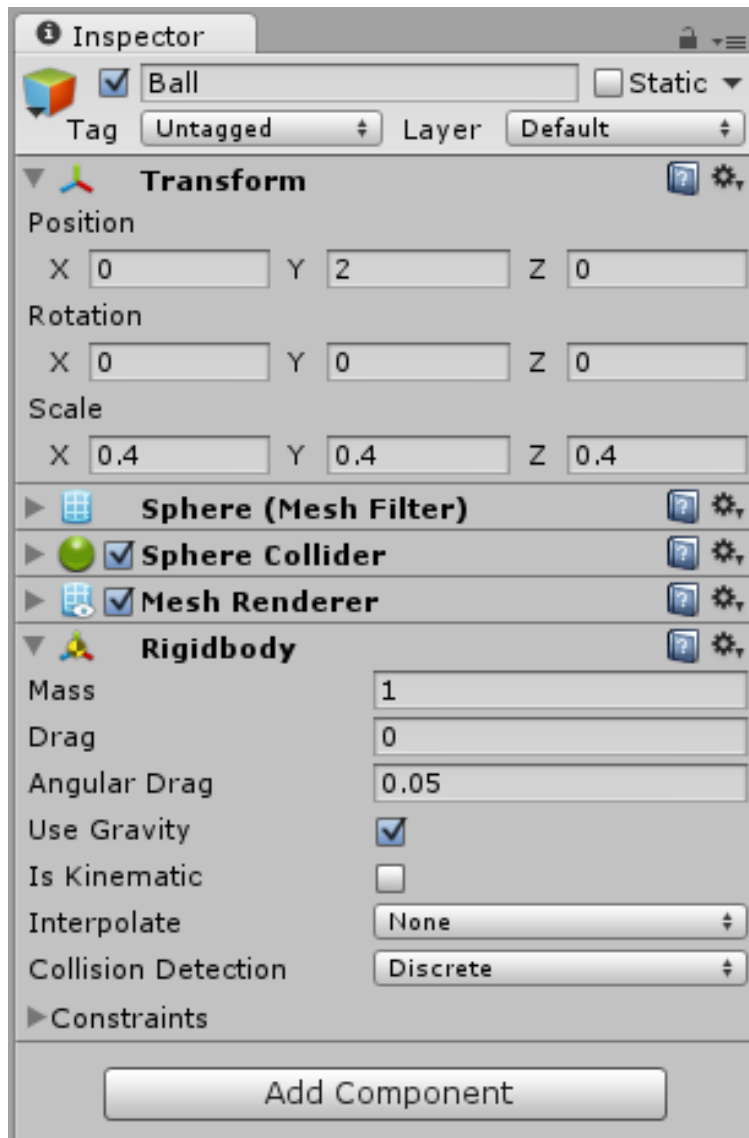 Inspector
Ball Static
Tag Untagged Layer Default
Transform
Position
X 0 Y 2 Z 0
Rotation
X 0 Y 0 Z 0
Scale
X 0.4 Y 0.4 Z 0.4
Sphere (Mesh Filter)
Sphere Collider
Mesh Renderer
Rigidbody
Mass 1
Drag 0
Angular Drag 0.05
Use Gravity
Is Kinematic
Interpolate None
Collision Detection Discrete
Constraints
Add Component